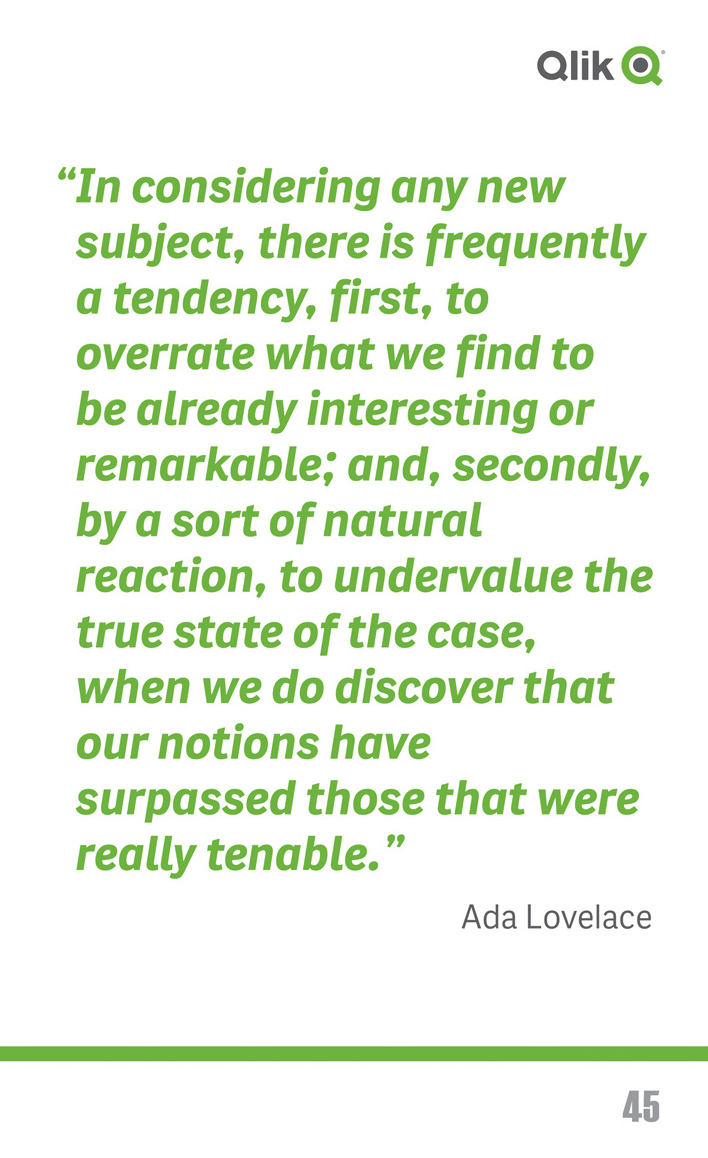 Qlik
“In considering any new
subject, there is frequently
a tendency, first, to
overrate what we find to
be already interesting or
remarkable; and, secondly,
by a sort of natural
reaction, to undervalue the
true state of the case,
when we do discover that
our notions have
surpassed those that were
really tenable.”
Ada Lovelace
45